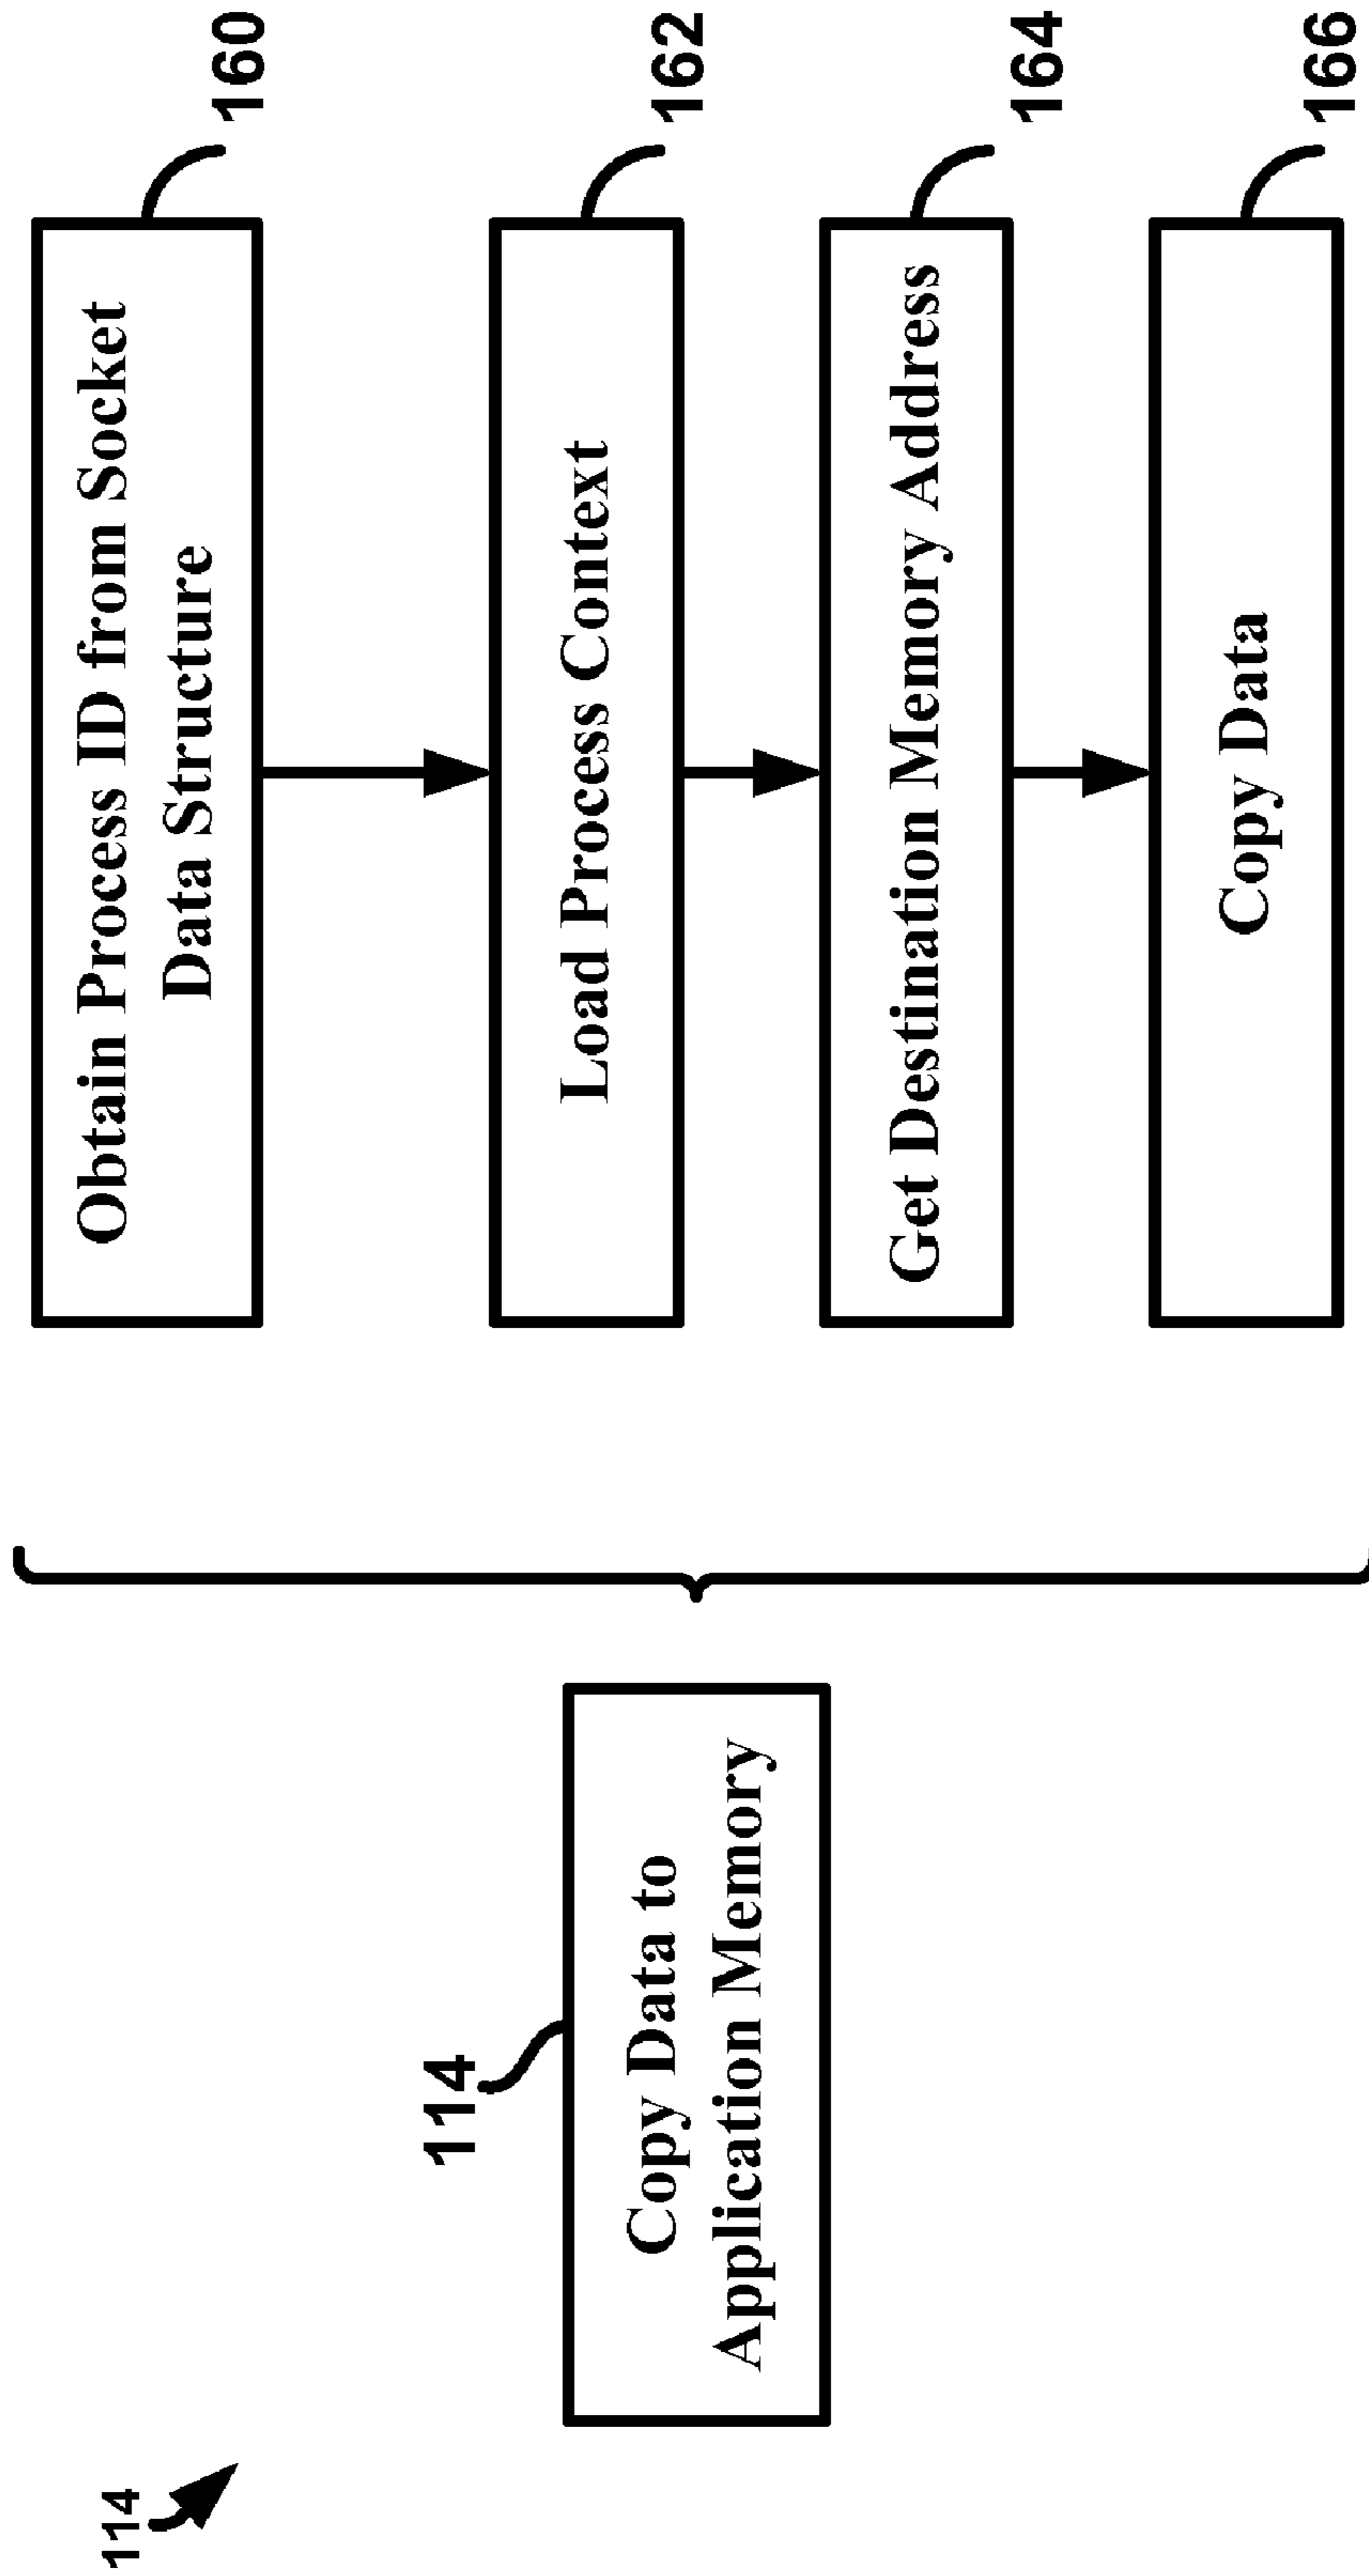 114
114
Copy Data to
Application Memory
Obtain Process ID from Socket
Data Structure
160
Load Process Context
162
Get Destination Memory Address
164
Copy Data
166